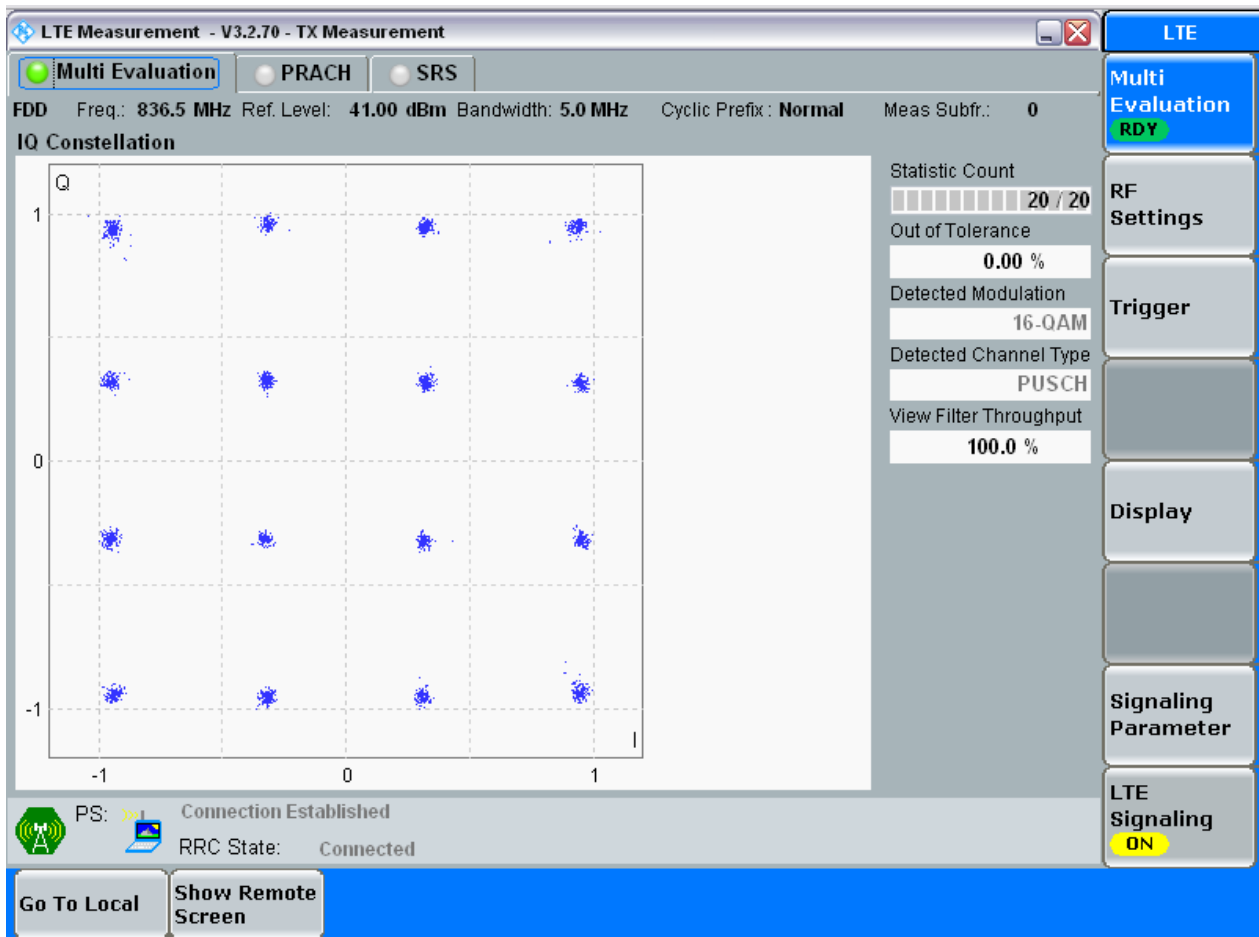 LTE Measurement - V3.2.70 - TX Measurement
LTE
Multi Evaluation PRACH SRS
FDD Freq.: 836.5 MHz Ref. Level: 41.00 dBm Bandwidth: 5.0 MHz Cyclic Prefix : Normal Meas Subfr.: 0
IQ Constellation
Q
1
0
-1
I
-1 0 1
Statistic Count
20 / 20
Out of Tolerance
0.00 %
Detected Modulation
16-QAM
Detected Channel Type
PUSCH
View Filter Throughput
100.0 %
Multi
Evaluation
RDY
RF
Settings
Trigger
Display
Signaling
Parameter
LTE
Signaling
ON
PS: Connection Established
RRC State: Connected
Go To Local
Show Remote
Screen